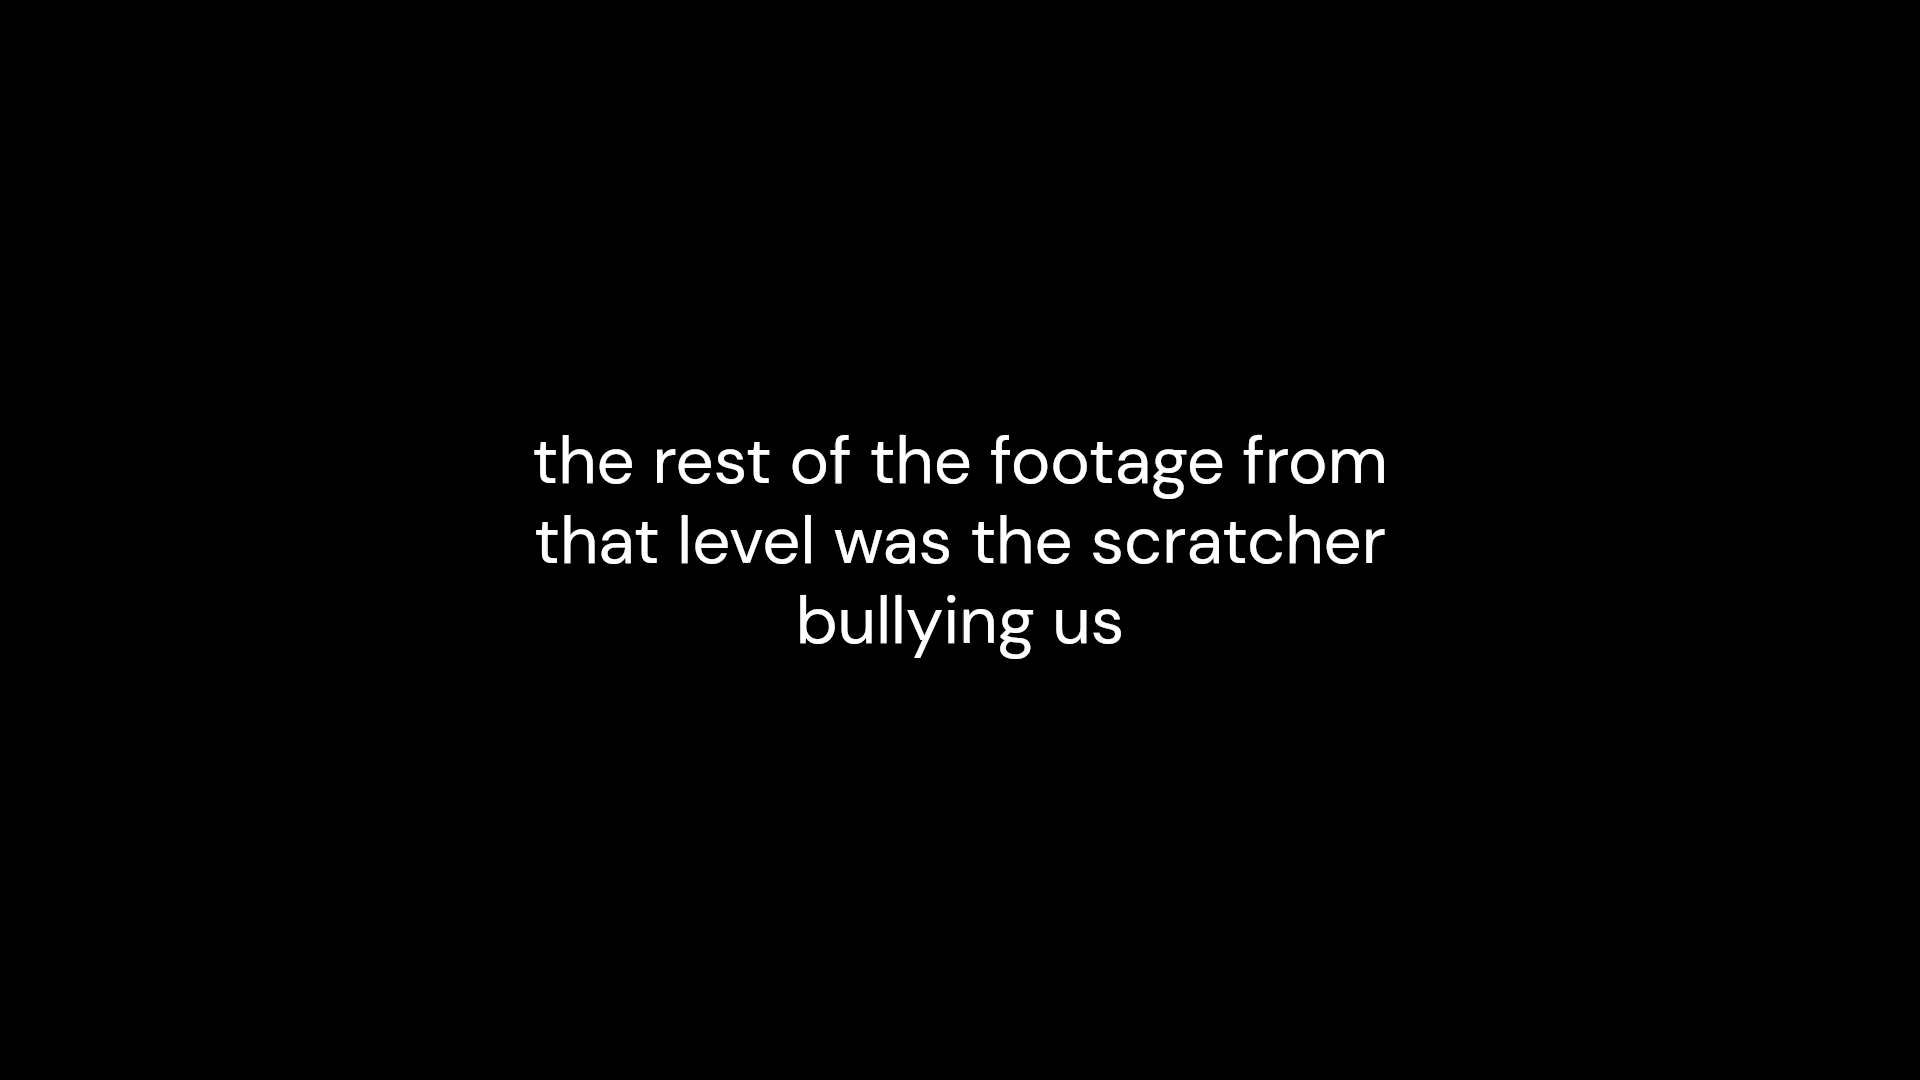 the rest of the footage from
that level was the scratcher
bullying us